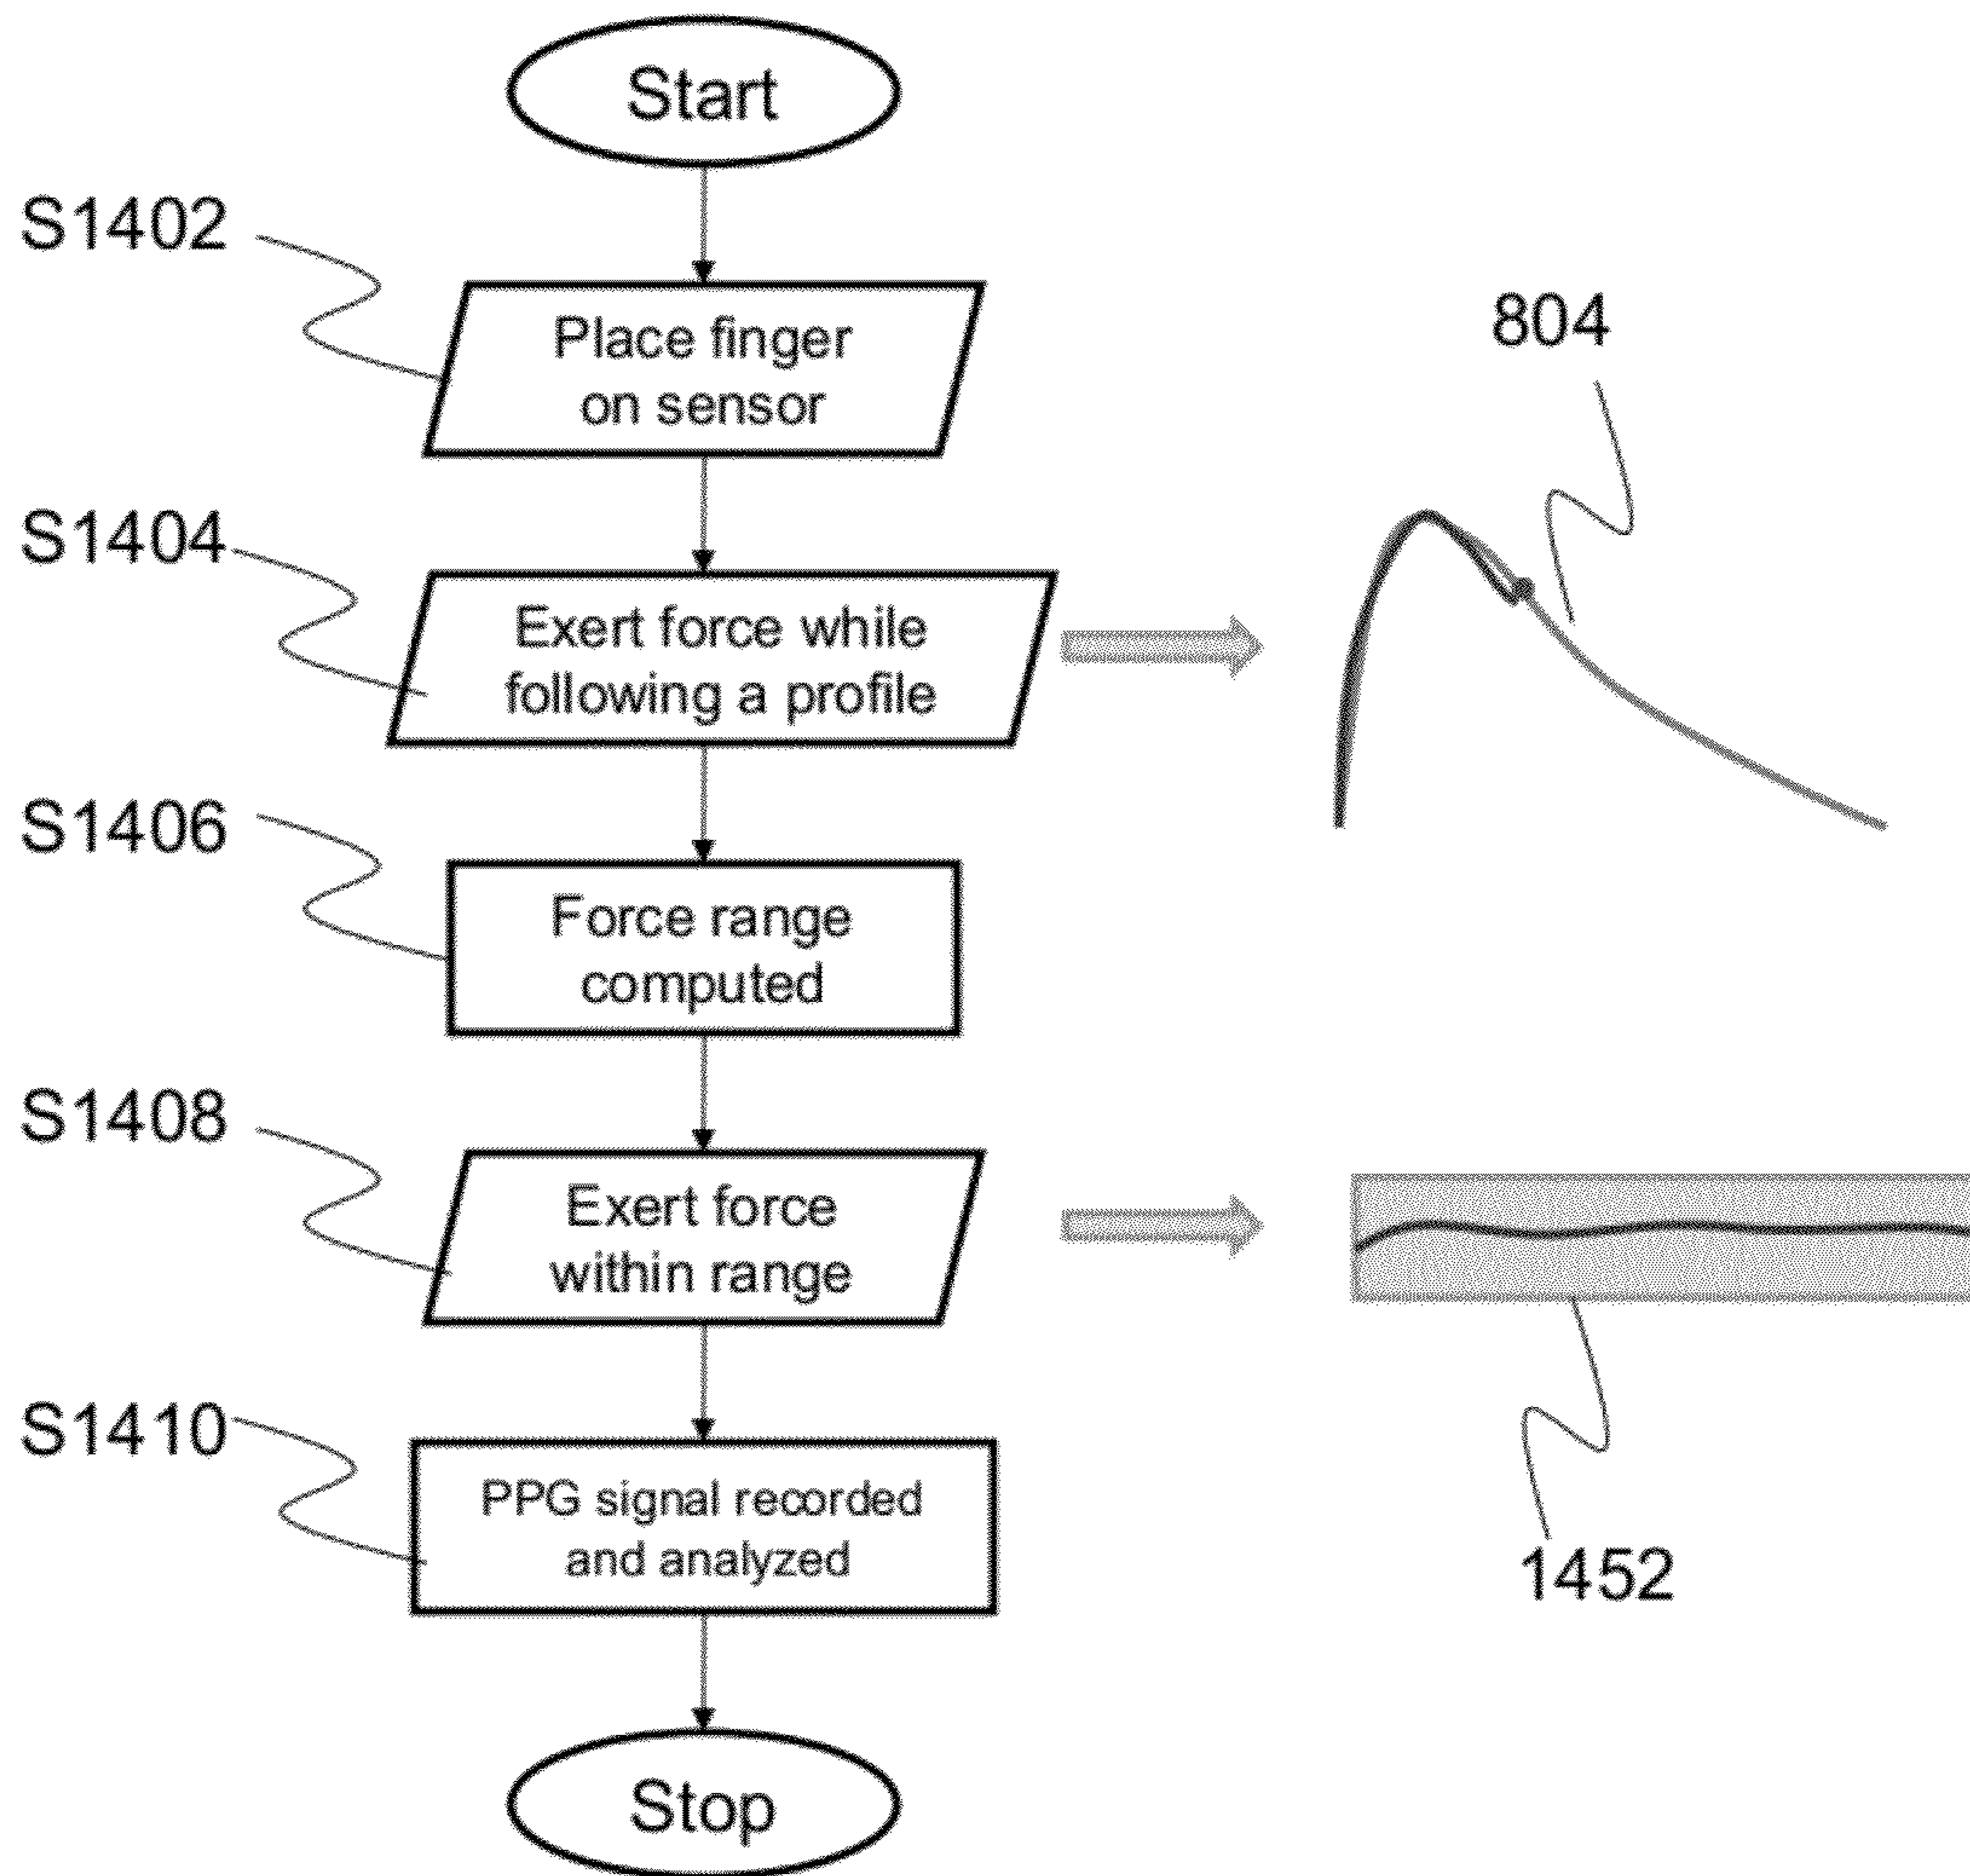 Start
S1402
Place finger
on sensor
804
S1404
Exert force while
following a profile
S1406
Force range
computed
S1408
Exert force
within range
S1410
PPG signal recorded
and analyzed
1452
Stop